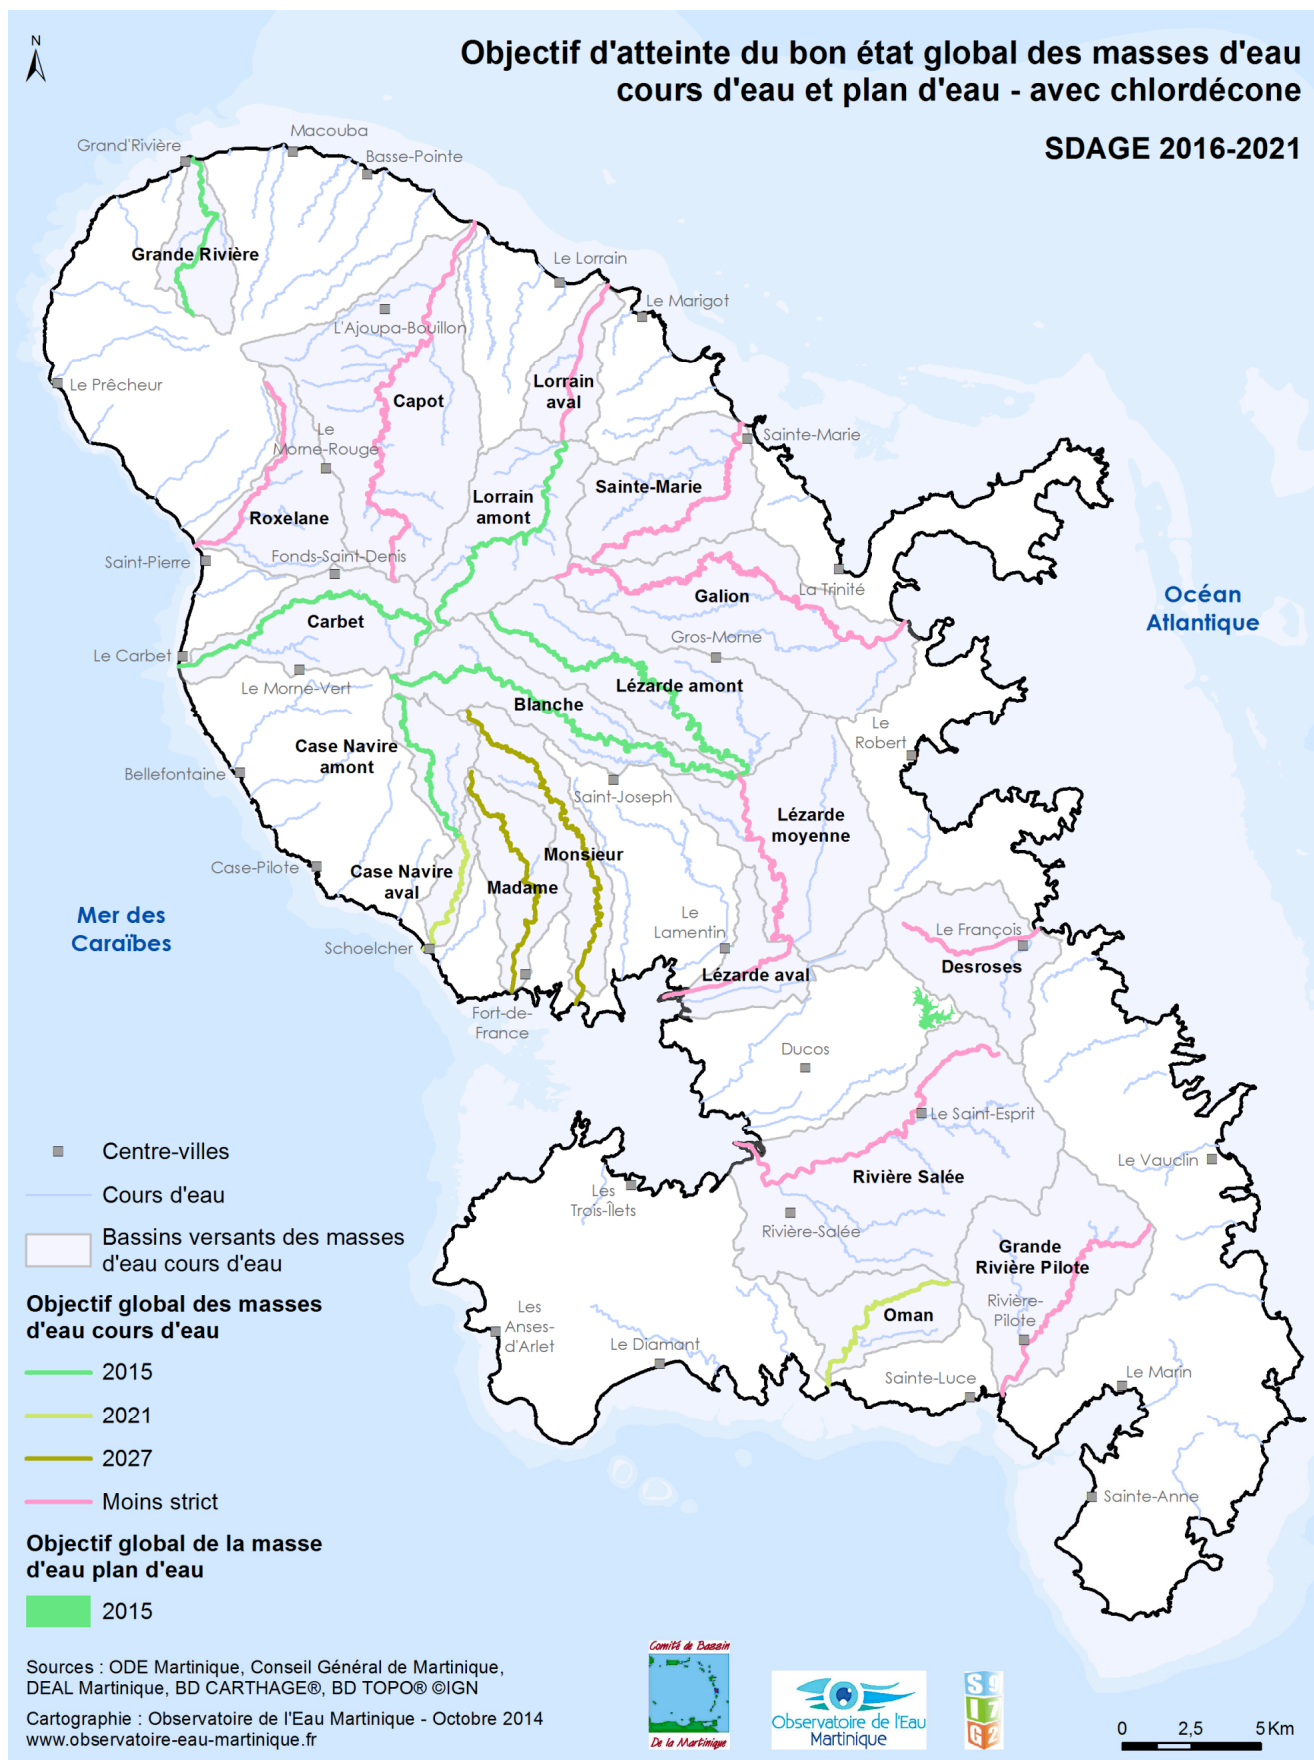 N
Objectif d'atteinte du bon état global des masses d'eau
cours d'eau et plan d'eau - avec chlordécone
SDAGE 2016-2021
Macouba
Grand'Rivière
Basse-Pointe
Grande Rivière
Le Lorrain
Le Marigot
L'Ajoupa-Bouillon
Le Prêcheur
Lorrain
aval
Capot
Le
Morne-Rouge
Sainte-Marie
Sainte-Marie
Lorrain
amont
Roxelane
Fonds-Saint-Denis
Saint-Pierre
La Trinité
Galion
Océan
Atlantique
Carbet
Gros-Morne
Le Carbet
Le Morne-Vert
Lézarde amont
Blanche
Le
Robert
Case Navire
amont
Bellefontaine
Saint-Joseph
Lézarde
moyenne
Monsieur
Case-Pilote
Case Navire
aval
Madame
Mer des
Caraïbes
Le
Lamentin
Le François
Schoelcher
Desroses
Lézarde aval
Fort-de-
France
Ducos
Le Saint-Esprit
Le Vauclin
Rivière Salée
Les
Trois-Îlets
Rivière-Salée
Grande
Rivière Pilote
Rivière-
Pilote
Oman
Les
Anses-
d'Arlet
Le Diamant
Sainte-Luce
Le Marin
Sainte-Anne
Centre-villes
Cours d'eau
Bassins versants des masses
d'eau cours d'eau
Objectif global des masses
d'eau cours d'eau
2015
2021
2027
Moins strict
Objectif global de la masse
d'eau plan d'eau
2015
Sources : ODE Martinique, Conseil Général de Martinique,
DEAL Martinique, BD CARTHAGE®, BD TOPO® ©IGN
Cartographie : Observatoire de l'Eau Martinique - Octobre 2014
www.observatoire-eau-martinique.fr
Comité de Bassin
De la Martinique
Observatoire de l'Eau
Martinique
S 9
I 7
G 2
0 2,5 5 Km